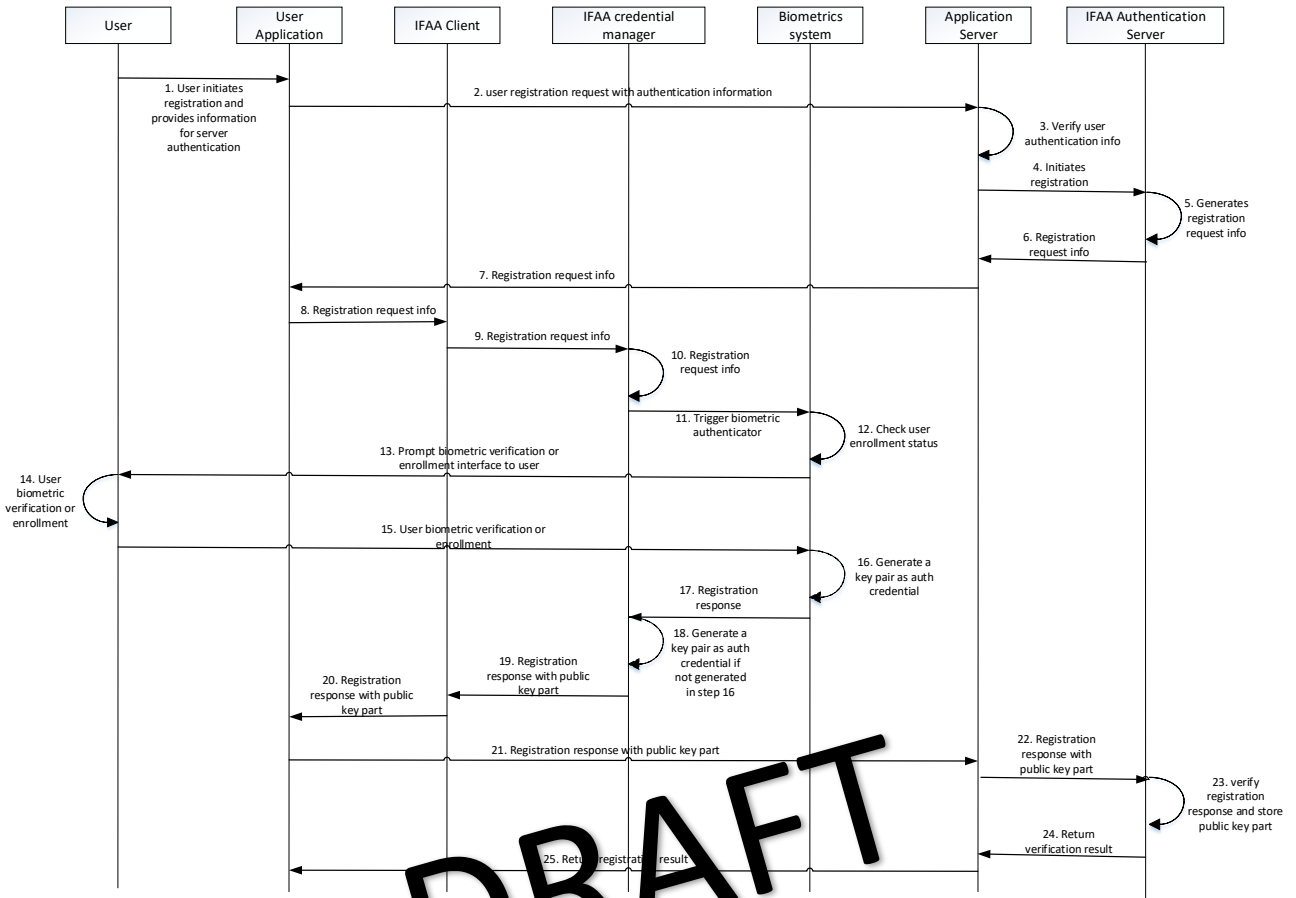 User
User
Application
IFAA Client
IFAA credential
manager
Biometrics
system
Application
Server
IFAA Authentication
Server
1. User initiates
registration and
provides information
for server
authentication
2. user registration request with authentication information
3. Verify user
authentication info
4. Initiates
registration
5. Generates
registration
request info
6. Registration
request info
7. Registration request info
8. Registration request info
9. Registration request info
10. Registration
request info
11. Trigger biometric
authenticator
12. Check user
enrollment status
13. Prompt biometric verification or
enrollment interface to user
14. User
biometric
verification or
enrollment
15. User biometric verification or
enrollment
16. Generate a
key pair as auth
credential
17. Registration
response
18. Generate a
key pair as auth
credential if
not generated
in step 16
19. Registration
response with public
key part
20. Registration
response with public
key part
21. Registration response with public key part
22. Registration
response with
public key part
23. verify
registration
response and store
public key part
24. Return
verification result
25. Return registration result
DRAFT